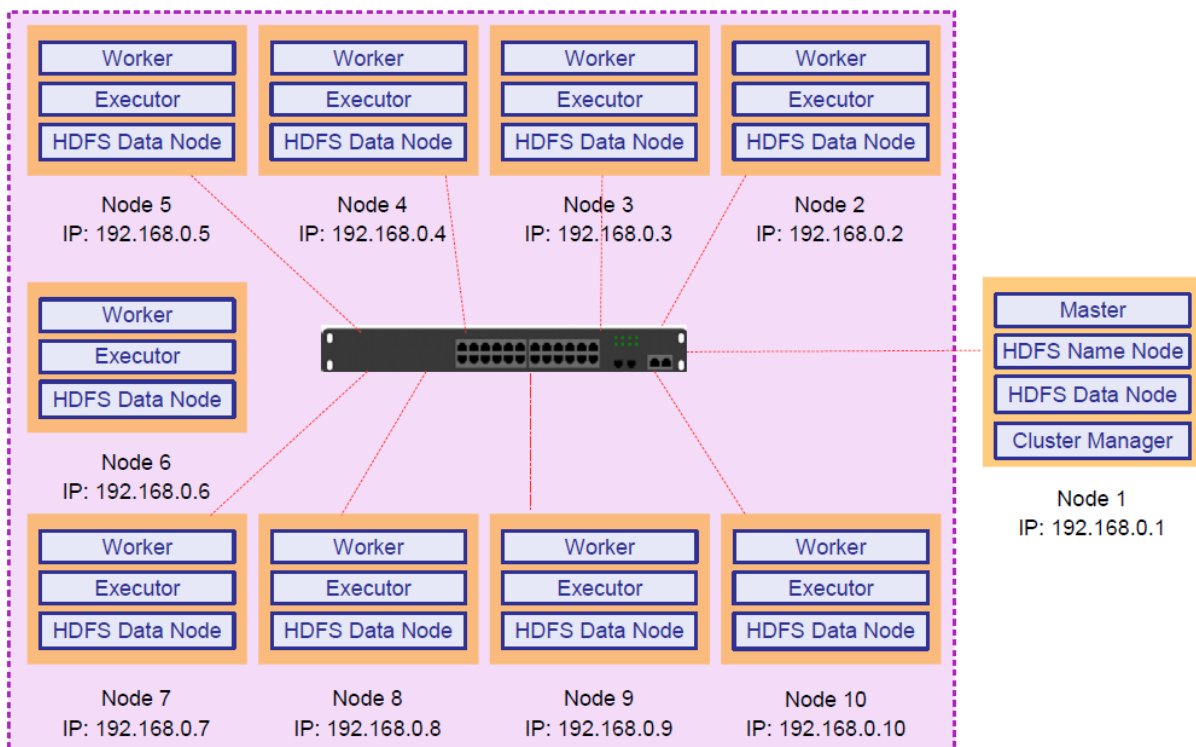 Worker
Executor
HDFS Data Node
Node 5
IP: 192.168.0.5
Worker
Executor
HDFS Data Node
Node 4
IP: 192.168.0.4
Worker
Executor
HDFS Data Node
Node 3
IP: 192.168.0.3
Worker
Executor
HDFS Data Node
Node 2
IP: 192.168.0.2
Worker
Executor
HDFS Data Node
Node 6
IP: 192.168.0.6
Master
HDFS Name Node
HDFS Data Node
Cluster Manager
Node 1
IP: 192.168.0.1
Worker
Executor
HDFS Data Node
Node 7
IP: 192.168.0.7
Worker
Executor
HDFS Data Node
Node 8
IP: 192.168.0.8
Worker
Executor
HDFS Data Node
Node 9
IP: 192.168.0.9
Worker
Executor
HDFS Data Node
Node 10
IP: 192.168.0.10